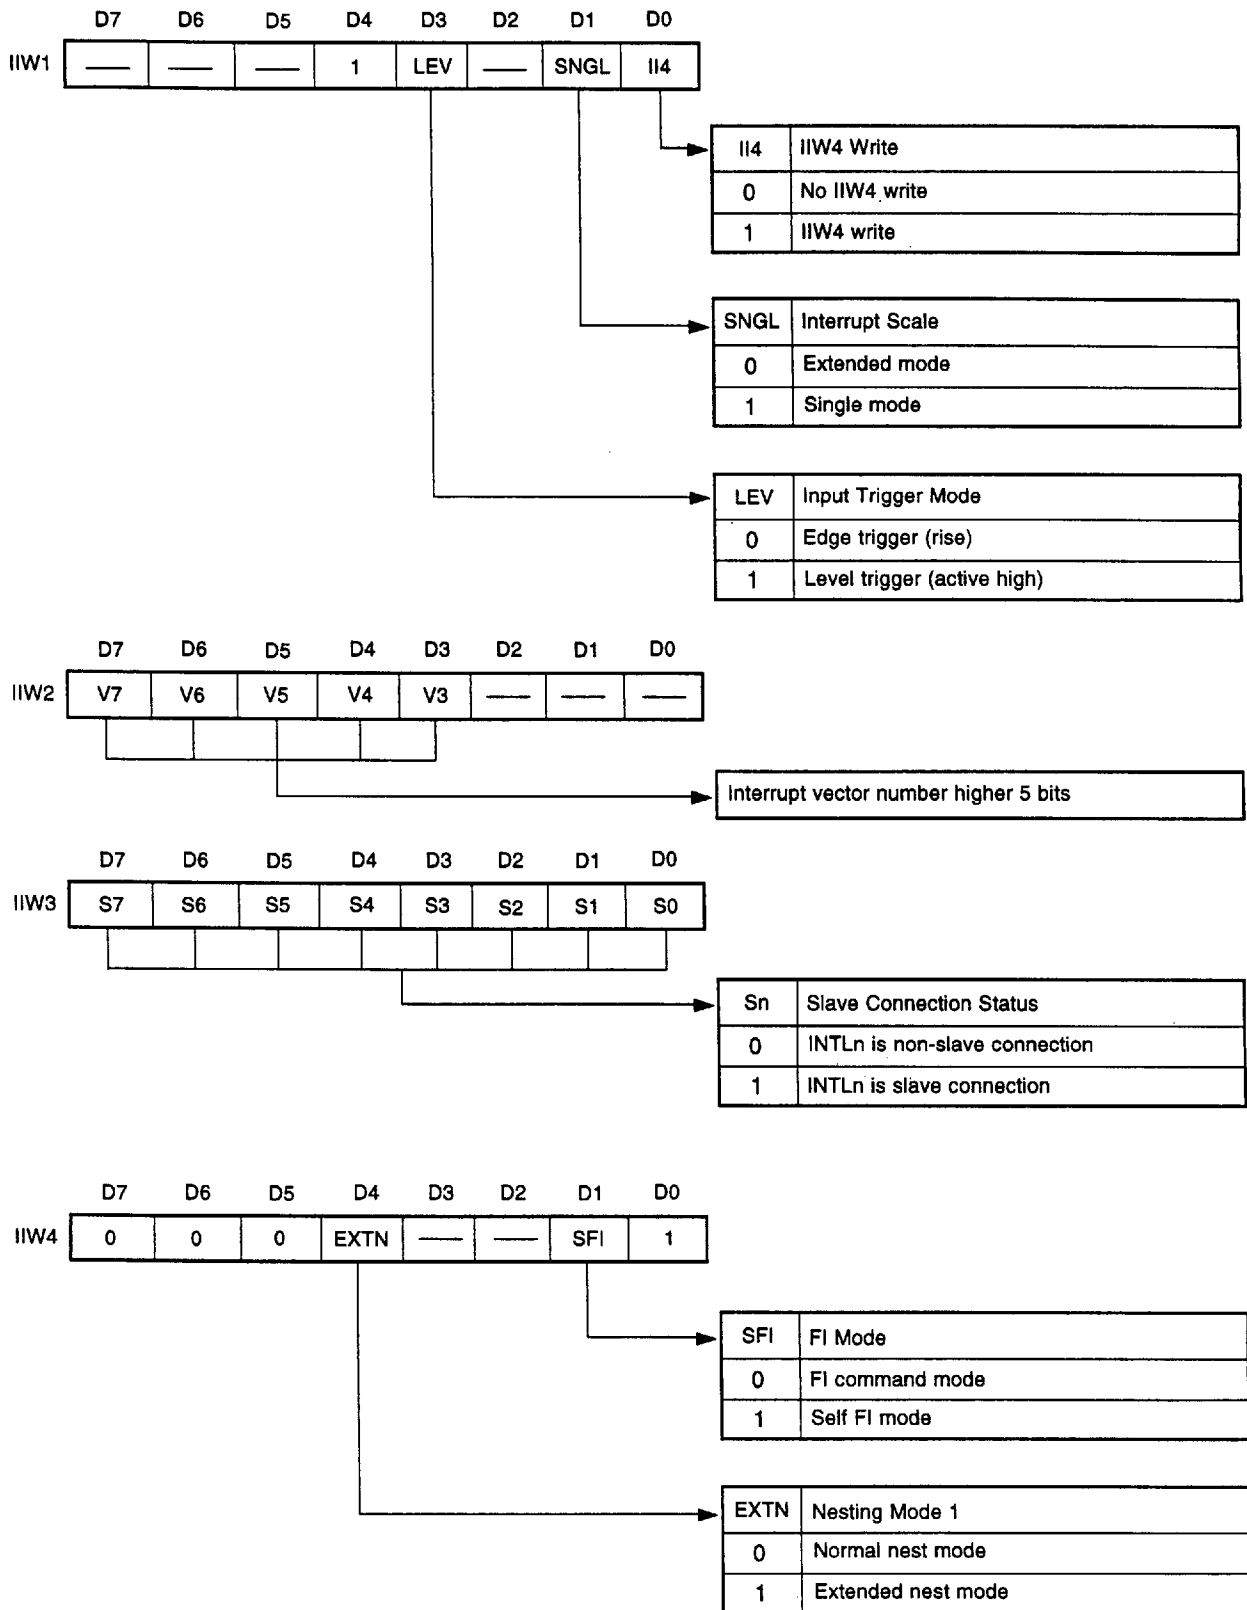 D7 D6 D5 D4 D3 D2 D1 D0
IIW1 — — — 1 LEV — SNGL II4
II4 IIW4 Write
0 No IIW4 write
1 IIW4 write
SNGL Interrupt Scale
0 Extended mode
1 Single mode
LEV Input Trigger Mode
0 Edge trigger (rise)
1 Level trigger (active high)
D7 D6 D5 D4 D3 D2 D1 D0
IIW2 V7 V6 V5 V4 V3 — — —
Interrupt vector number higher 5 bits
D7 D6 D5 D4 D3 D2 D1 D0
IIW3 S7 S6 S5 S4 S3 S2 S1 S0
Sn Slave Connection Status
0 INTLn is non-slave connection
1 INTLn is slave connection
D7 D6 D5 D4 D3 D2 D1 D0
IIW4 0 0 0 EXTN — — SFI 1
SFI FI Mode
0 FI command mode
1 Self FI mode
EXTN Nesting Mode 1
0 Normal nest mode
1 Extended nest mode